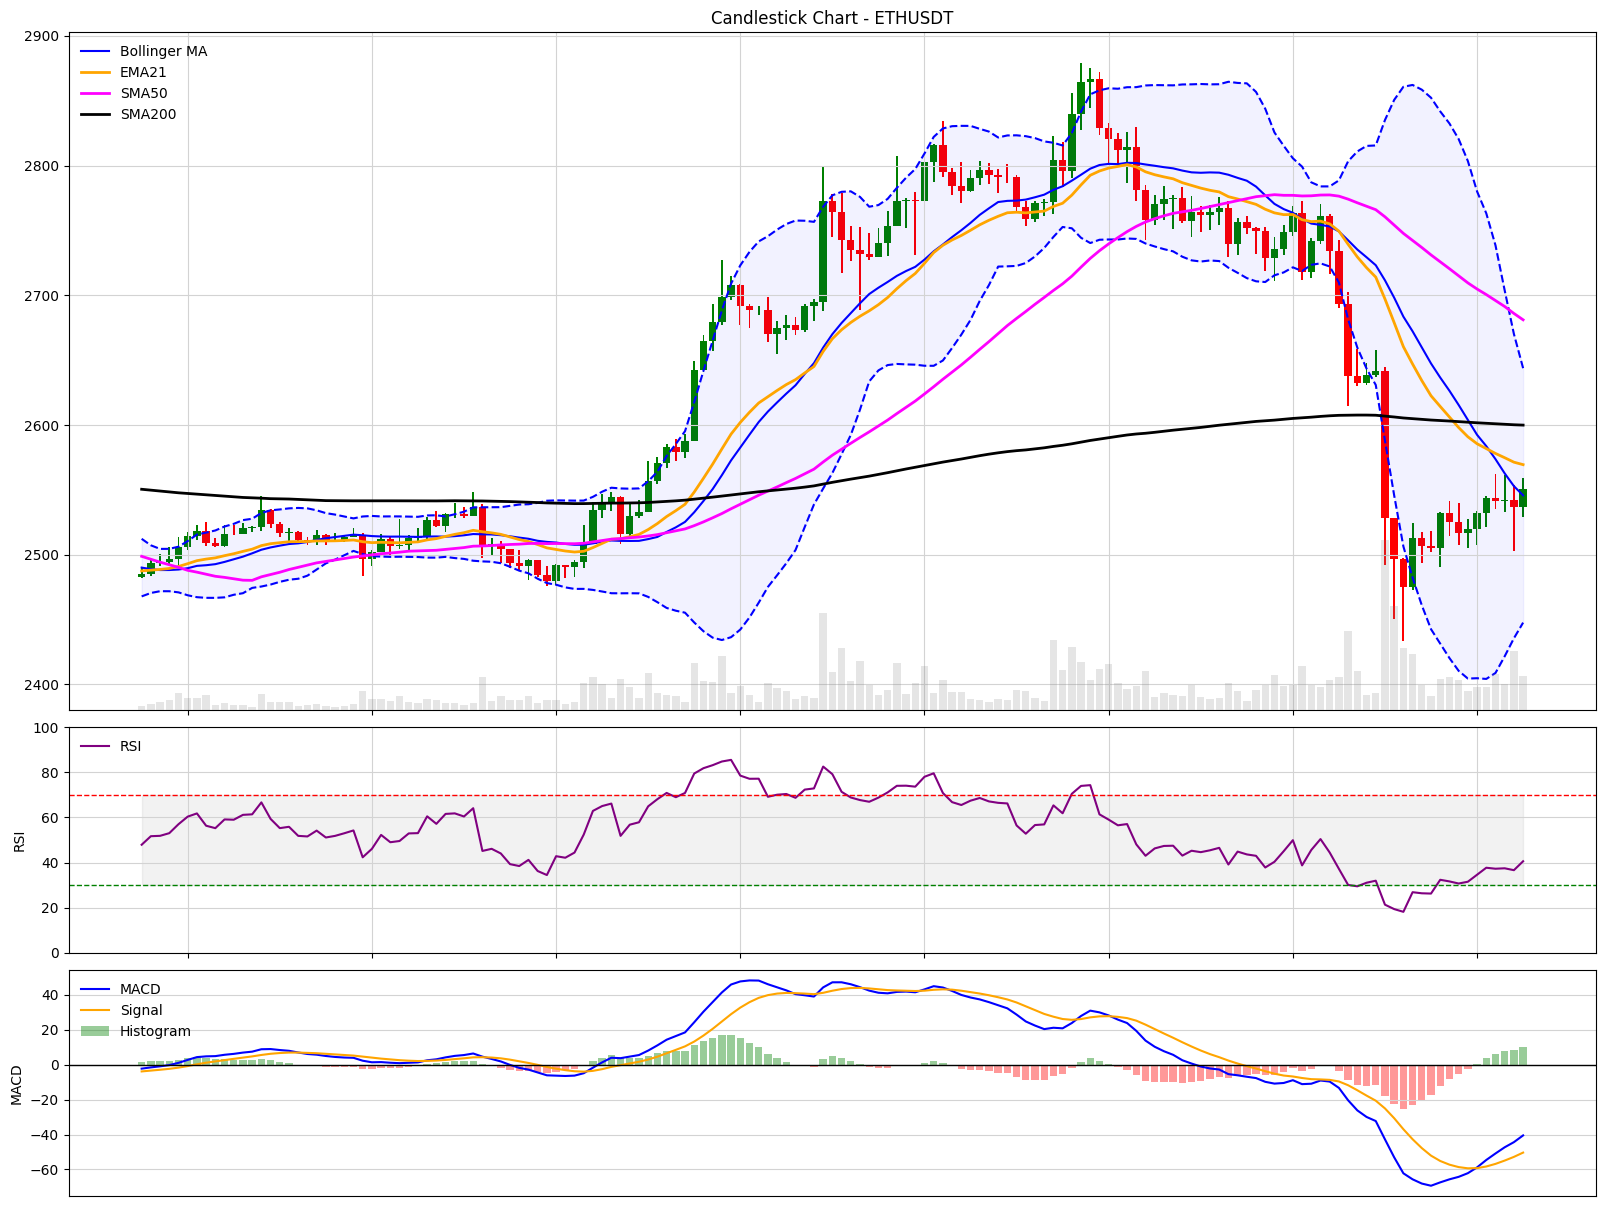 Candlestick Chart - ETHUSDT
2900
2800
2700
2600
2500
2400
Bollinger MA
EMA21
SMA50
SMA200
100
80
60
40
20
0
RSI
RSI
40
20
0
−20
−40
−60
MACD
MACD
Signal
Histogram